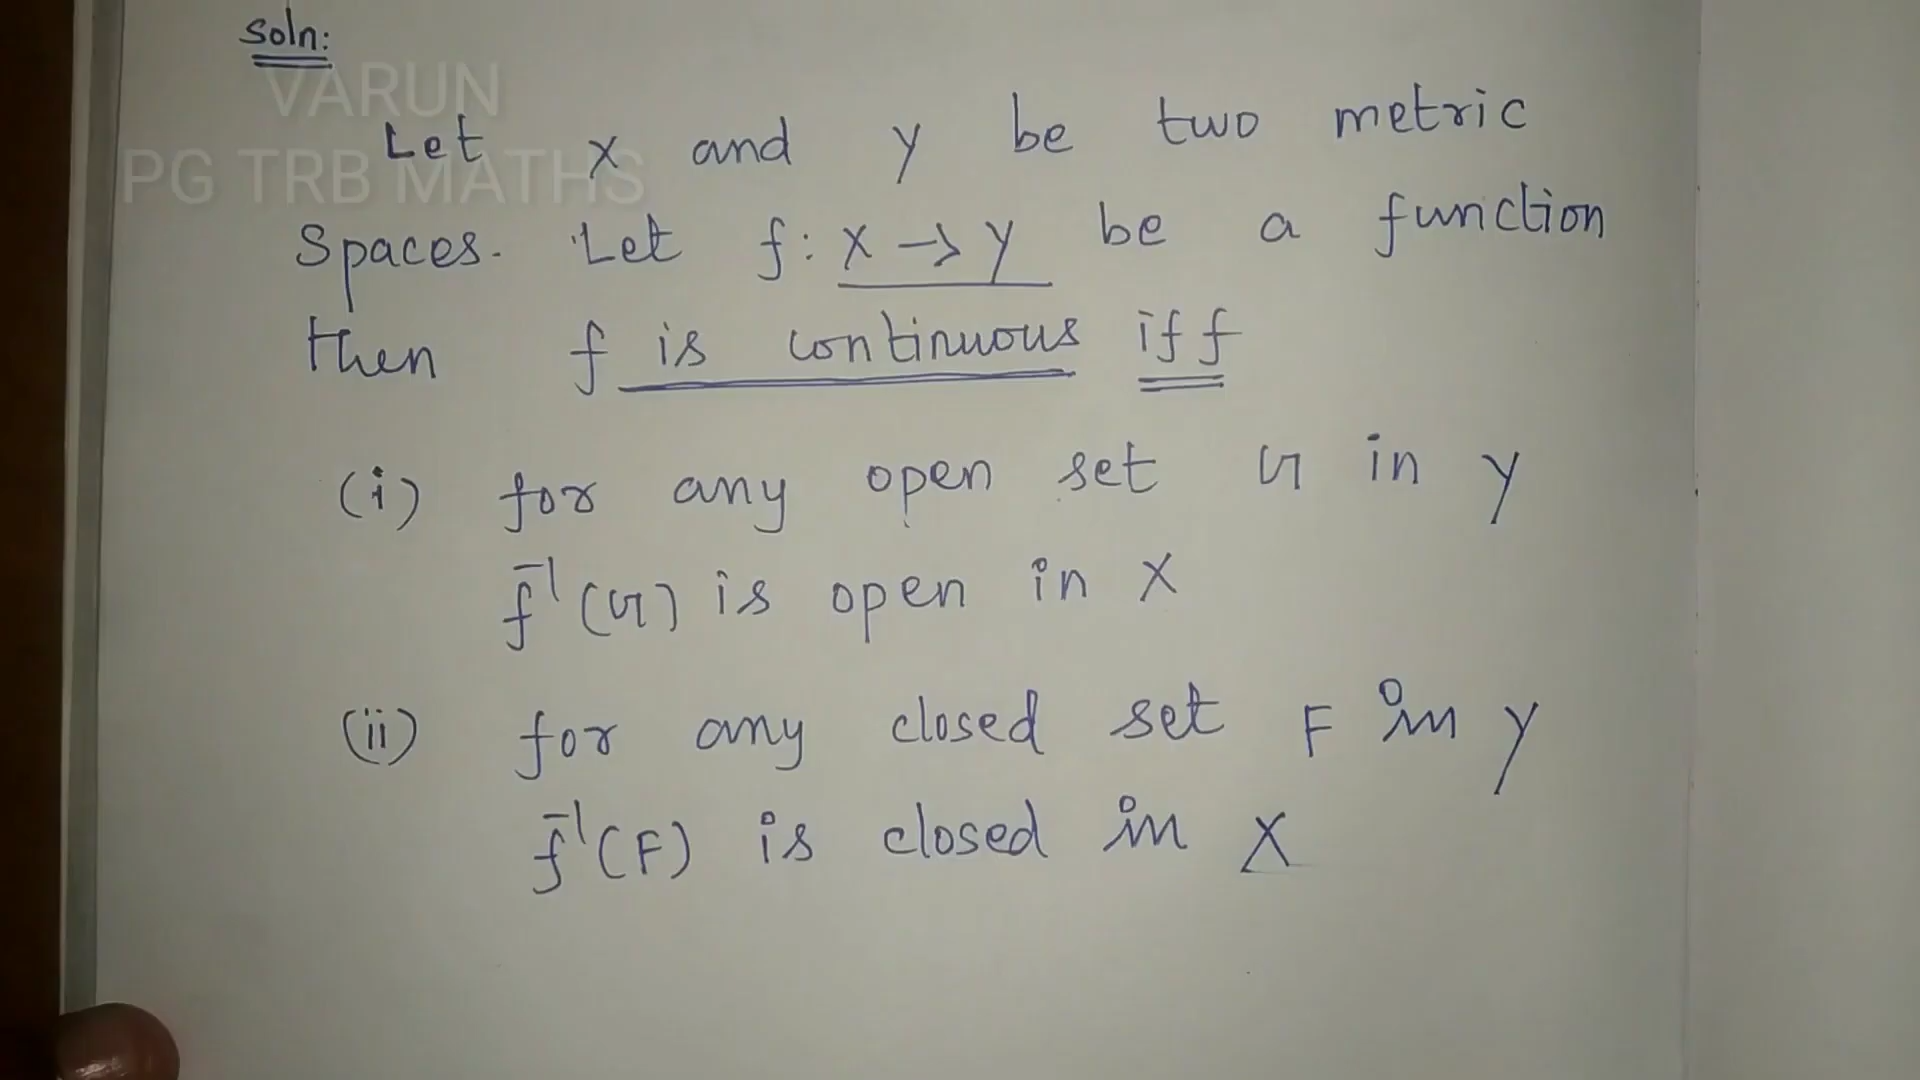 Soln:
VARUN
PG TRB MATHS
Let X and Y be two metric
Spaces. Let f: X → Y be a function
then f is continuous iff
(i) for any open set G in Y
f⁻¹(G) is open in X
(ii) for any closed set F in Y
f⁻¹(F) is closed in X